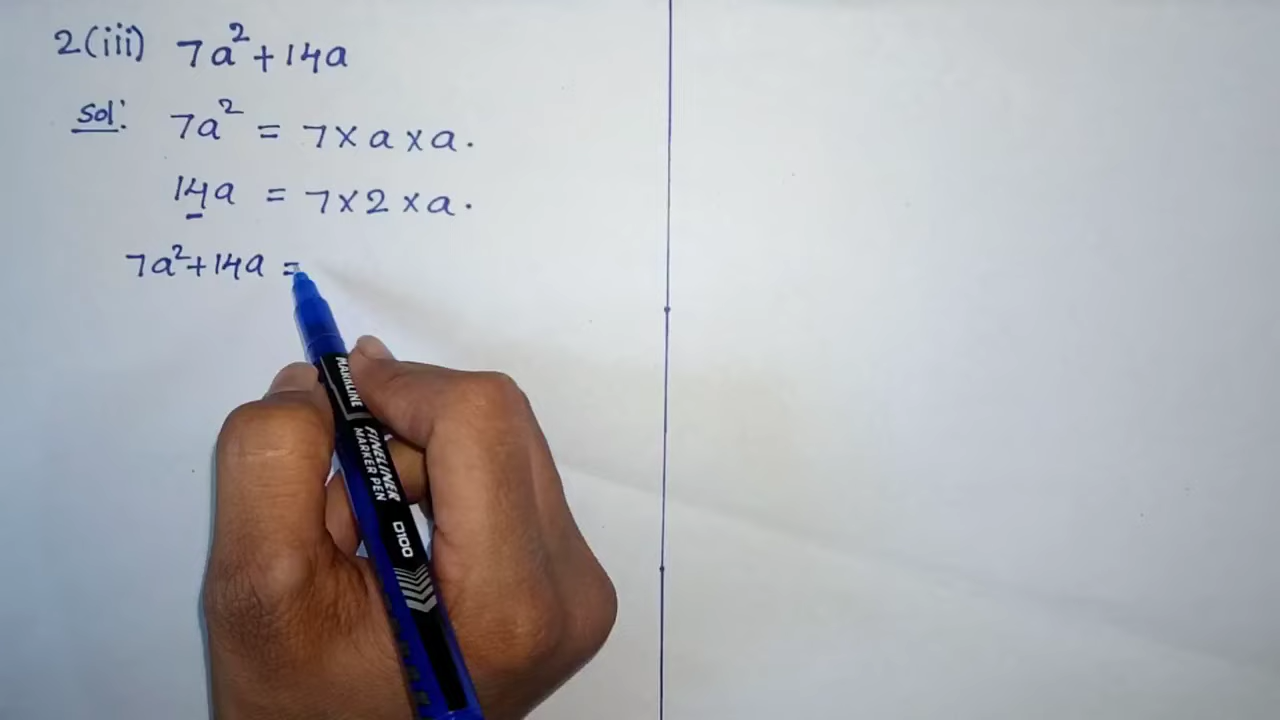 2(iii) 7a²+14a
Sol: 7a² = 7×a×a.
14a = 7×2×a.
7a²+14a =
MARKLINE
FINELINER
MARKER PEN
D100